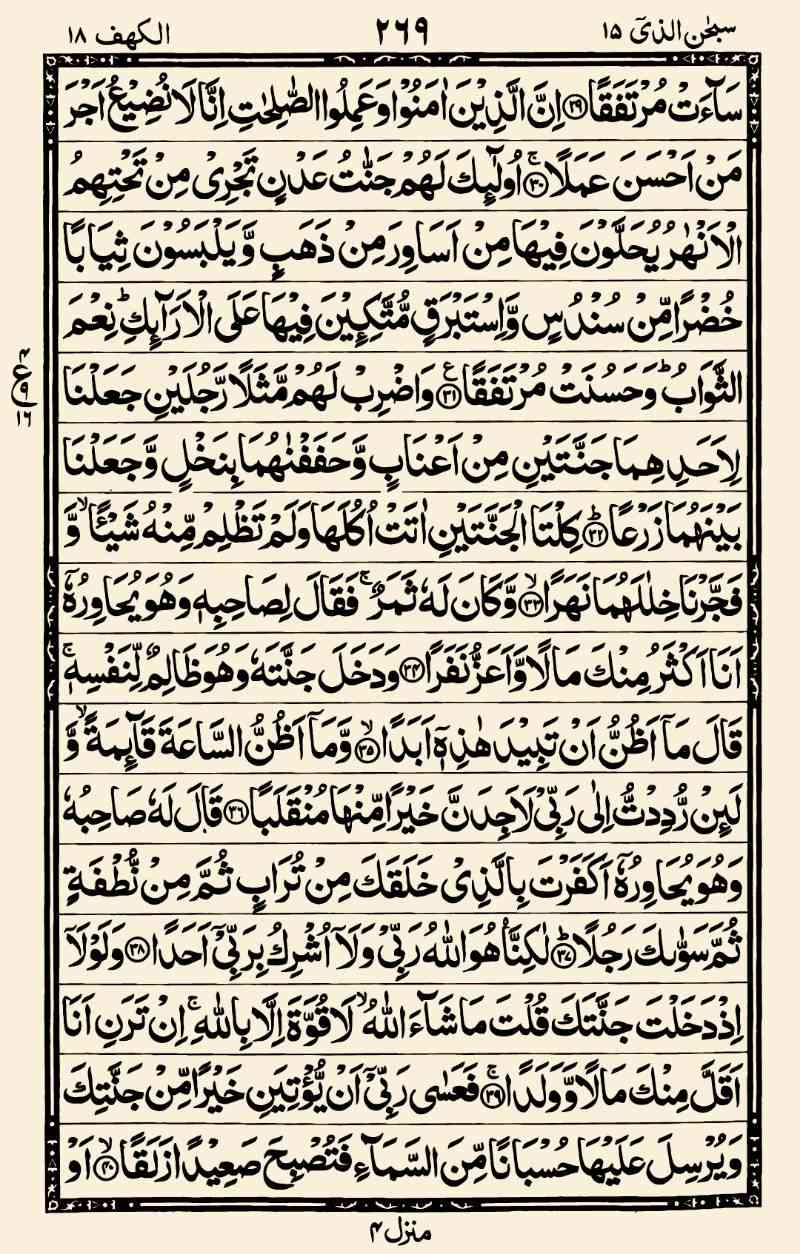 سبحٰن الذیٓ ١٥
٢٦٩
الکهف ١٨
سَآءَتْ مُرْتَفَقًا ﴿٢٩﴾ اِنَّ الَّذِیْنَ اٰمَنُوْا وَعَمِلُوا الصّٰلِحٰتِ اِنَّا لَا نُضِیْعُ اَجْرَ
مَنْ اَحْسَنَ عَمَلًا ﴿٣٠﴾ۚ اُولٰٓئِكَ لَهُمْ جَنّٰتُ عَدْنٍ تَجْرِیْ مِنْ تَحْتِهِمُ
الْاَنْهٰرُ یُحَلَّوْنَ فِیْهَا مِنْ اَسَاوِرَ مِنْ ذَهَبٍ وَّیَلْبَسُوْنَ ثِیَابًا
خُضْرًا مِّنْ سُنْدُسٍ وَّاِسْتَبْرَقٍ مُّتَّكِـِٕیْنَ فِیْهَا عَلَی الْاَرَآئِكِؕ نِعْمَ
الثَّوَابُؕ وَحَسُنَتْ مُرْتَفَقًا ﴿٣١﴾ۧ وَاضْرِبْ لَهُمْ مَّثَلًا رَّجُلَیْنِ جَعَلْنَا
٤
ع
٩
١٦
لِاَحَدِهِمَا جَنَّتَیْنِ مِنْ اَعْنَابٍ وَّحَفَفْنٰهُمَا بِنَخْلٍ وَّجَعَلْنَا
بَیْنَهُمَا زَرْعًا ﴿٣٢﴾ؕ كِلْتَا الْجَنَّتَیْنِ اٰتَتْ اُكُلَهَا وَلَمْ تَظْلِمْ مِّنْهُ شَیْـًٔاۙ وَّ
فَجَّرْنَا خِلٰلَهُمَا نَهَرًا ﴿٣٣﴾ۙ وَّكَانَ لَهٗ ثَمَرٌۚ فَقَالَ لِصَاحِبِهٖ وَهُوَ یُحَاوِرُهٗۤ
اَنَا اَكْثَرُ مِنْكَ مَالًا وَّاَعَزُّ نَفَرًا ﴿٣٤﴾ وَدَخَلَ جَنَّتَهٗ وَهُوَ ظَالِمٌ لِّنَفْسِهٖۚ
قَالَ مَاۤ اَظُنُّ اَنْ تَبِیْدَ هٰذِهٖۤ اَبَدًا ﴿٣٥﴾ۙ وَّمَاۤ اَظُنُّ السَّاعَةَ قَآئِمَةًۙ وَّ
لَىِٕنْ رُّدِدْتُّ اِلٰی رَبِّیْ لَاَجِدَنَّ خَیْرًا مِّنْهَا مُنْقَلَبًا ﴿٣٦﴾ قَالَ لَهٗ صَاحِبُهٗ
وَهُوَ یُحَاوِرُهٗۤ اَكَفَرْتَ بِالَّذِیْ خَلَقَكَ مِنْ تُرَابٍ ثُمَّ مِنْ نُّطْفَةٍ
ثُمَّ سَوّٰىكَ رَجُلًا ﴿٣٧﴾ؕ لٰكِنَّا۠ هُوَ اللّٰهُ رَبِّیْ وَلَاۤ اُشْرِكُ بِرَبِّیْۤ اَحَدًا ﴿٣٨﴾ وَلَوْلَاۤ
اِذْ دَخَلْتَ جَنَّتَكَ قُلْتَ مَا شَآءَ اللّٰهُۙ لَا قُوَّةَ اِلَّا بِاللّٰهِۚ اِنْ تَرَنِ اَنَا
اَقَلَّ مِنْكَ مَالًا وَّوَلَدًا ﴿٣٩﴾ۚ فَعَسٰی رَبِّیْۤ اَنْ یُّؤْتِیَنِ خَیْرًا مِّنْ جَنَّتِكَ
وَیُرْسِلَ عَلَیْهَا حُسْبَانًا مِّنَ السَّمَآءِ فَتُصْبِحَ صَعِیْدًا زَلَقًا ﴿٤٠﴾ۙ اَوْ
منزل ٤